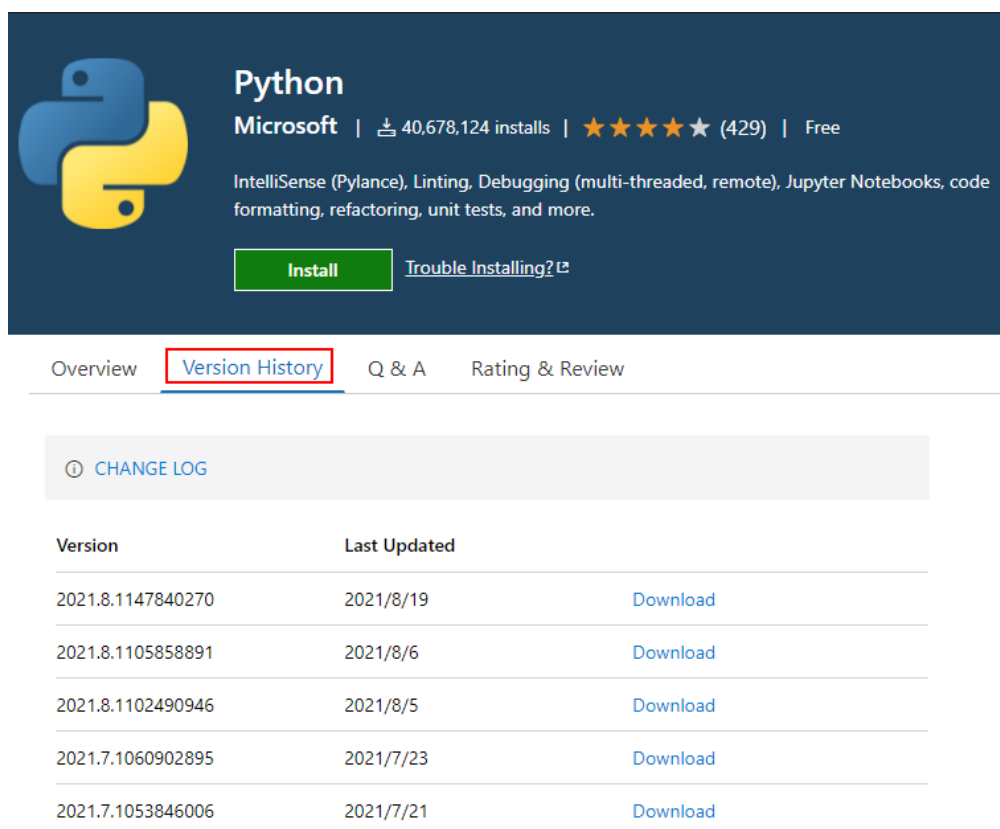 Python
Microsoft | 40,678,124 installs | (429) | Free
IntelliSense (Pylance), Linting, Debugging (multi-threaded, remote), Jupyter Notebooks, code
formatting, refactoring, unit tests, and more.
Install Trouble Installing?
Overview Version History Q & A Rating & Review
CHANGE LOG
Version Last Updated
2021.8.1147840270 2021/8/19 Download
2021.8.1105858891 2021/8/6 Download
2021.8.1102490946 2021/8/5 Download
2021.7.1060902895 2021/7/23 Download
2021.7.1053846006 2021/7/21 Download